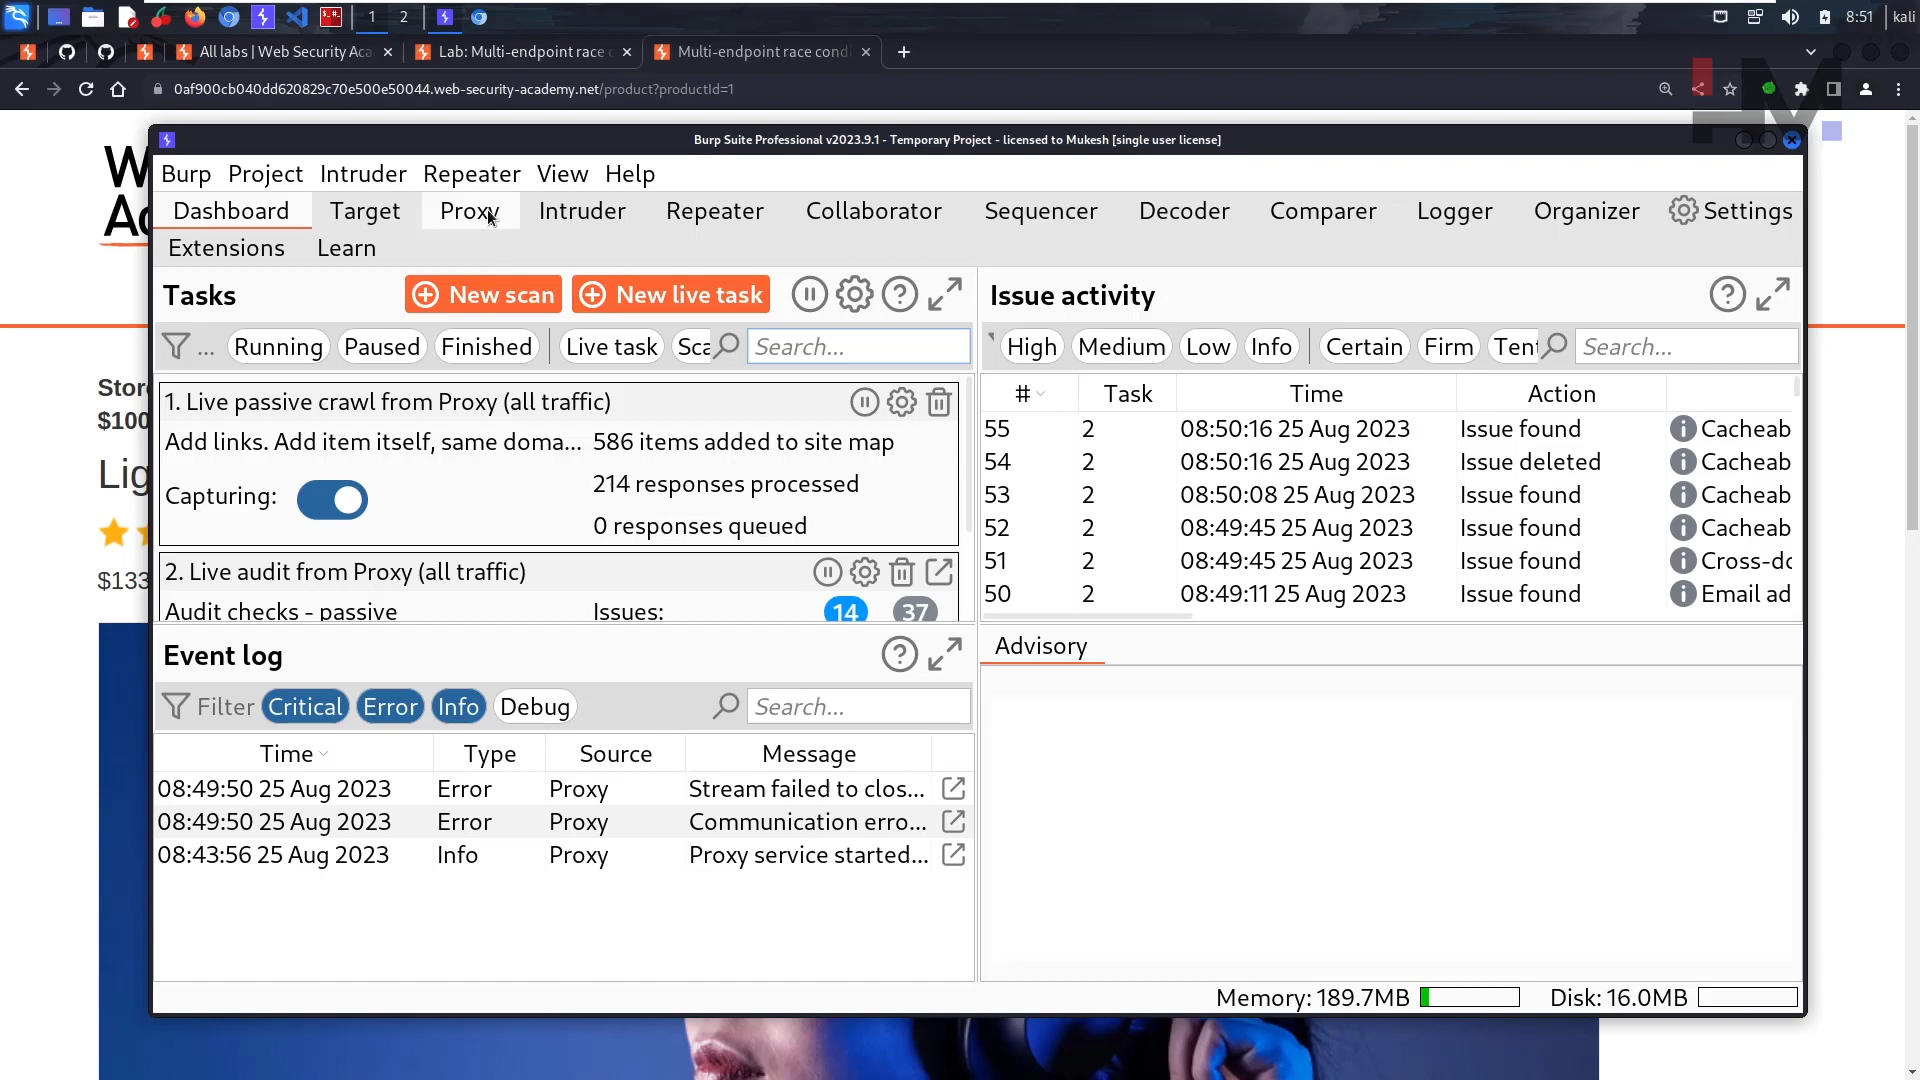 1 2 8:51 kali
All labs | Web Security Aca Lab: Multi-endpoint race c Multi-endpoint race condi
0af900cb040dd620829c70e500e50044.web-security-academy.net/product?productId=1
Burp Suite Professional v2023.9.1 - Temporary Project - licensed to Mukesh [single user license]
Burp Project Intruder Repeater View Help
Dashboard Target Proxy Intruder Repeater Collaborator Sequencer Decoder Comparer Logger Organizer Settings
Extensions Learn
Tasks New scan New live task
... Running Paused Finished Live task Sca Search...
1. Live passive crawl from Proxy (all traffic)
Add links. Add item itself, same doma... 586 items added to site map
214 responses processed
Capturing:
0 responses queued
2. Live audit from Proxy (all traffic)
Audit checks - passive Issues: 14 37
Issue activity
High Medium Low Info Certain Firm Tent Search...
# Task Time Action
55 2 08:50:16 25 Aug 2023 Issue found Cacheab
54 2 08:50:16 25 Aug 2023 Issue deleted Cacheab
53 2 08:50:08 25 Aug 2023 Issue found Cacheab
52 2 08:49:45 25 Aug 2023 Issue found Cacheab
51 2 08:49:45 25 Aug 2023 Issue found Cross-do
50 2 08:49:11 25 Aug 2023 Issue found Email ad
Event log
Filter Critical Error Info Debug Search...
Time Type Source Message
08:49:50 25 Aug 2023 Error Proxy Stream failed to clos...
08:49:50 25 Aug 2023 Error Proxy Communication erro...
08:43:56 25 Aug 2023 Info Proxy Proxy service started...
Advisory
Memory: 189.7MB Disk: 16.0MB
W
Ac
Store
$100
Lig
$133